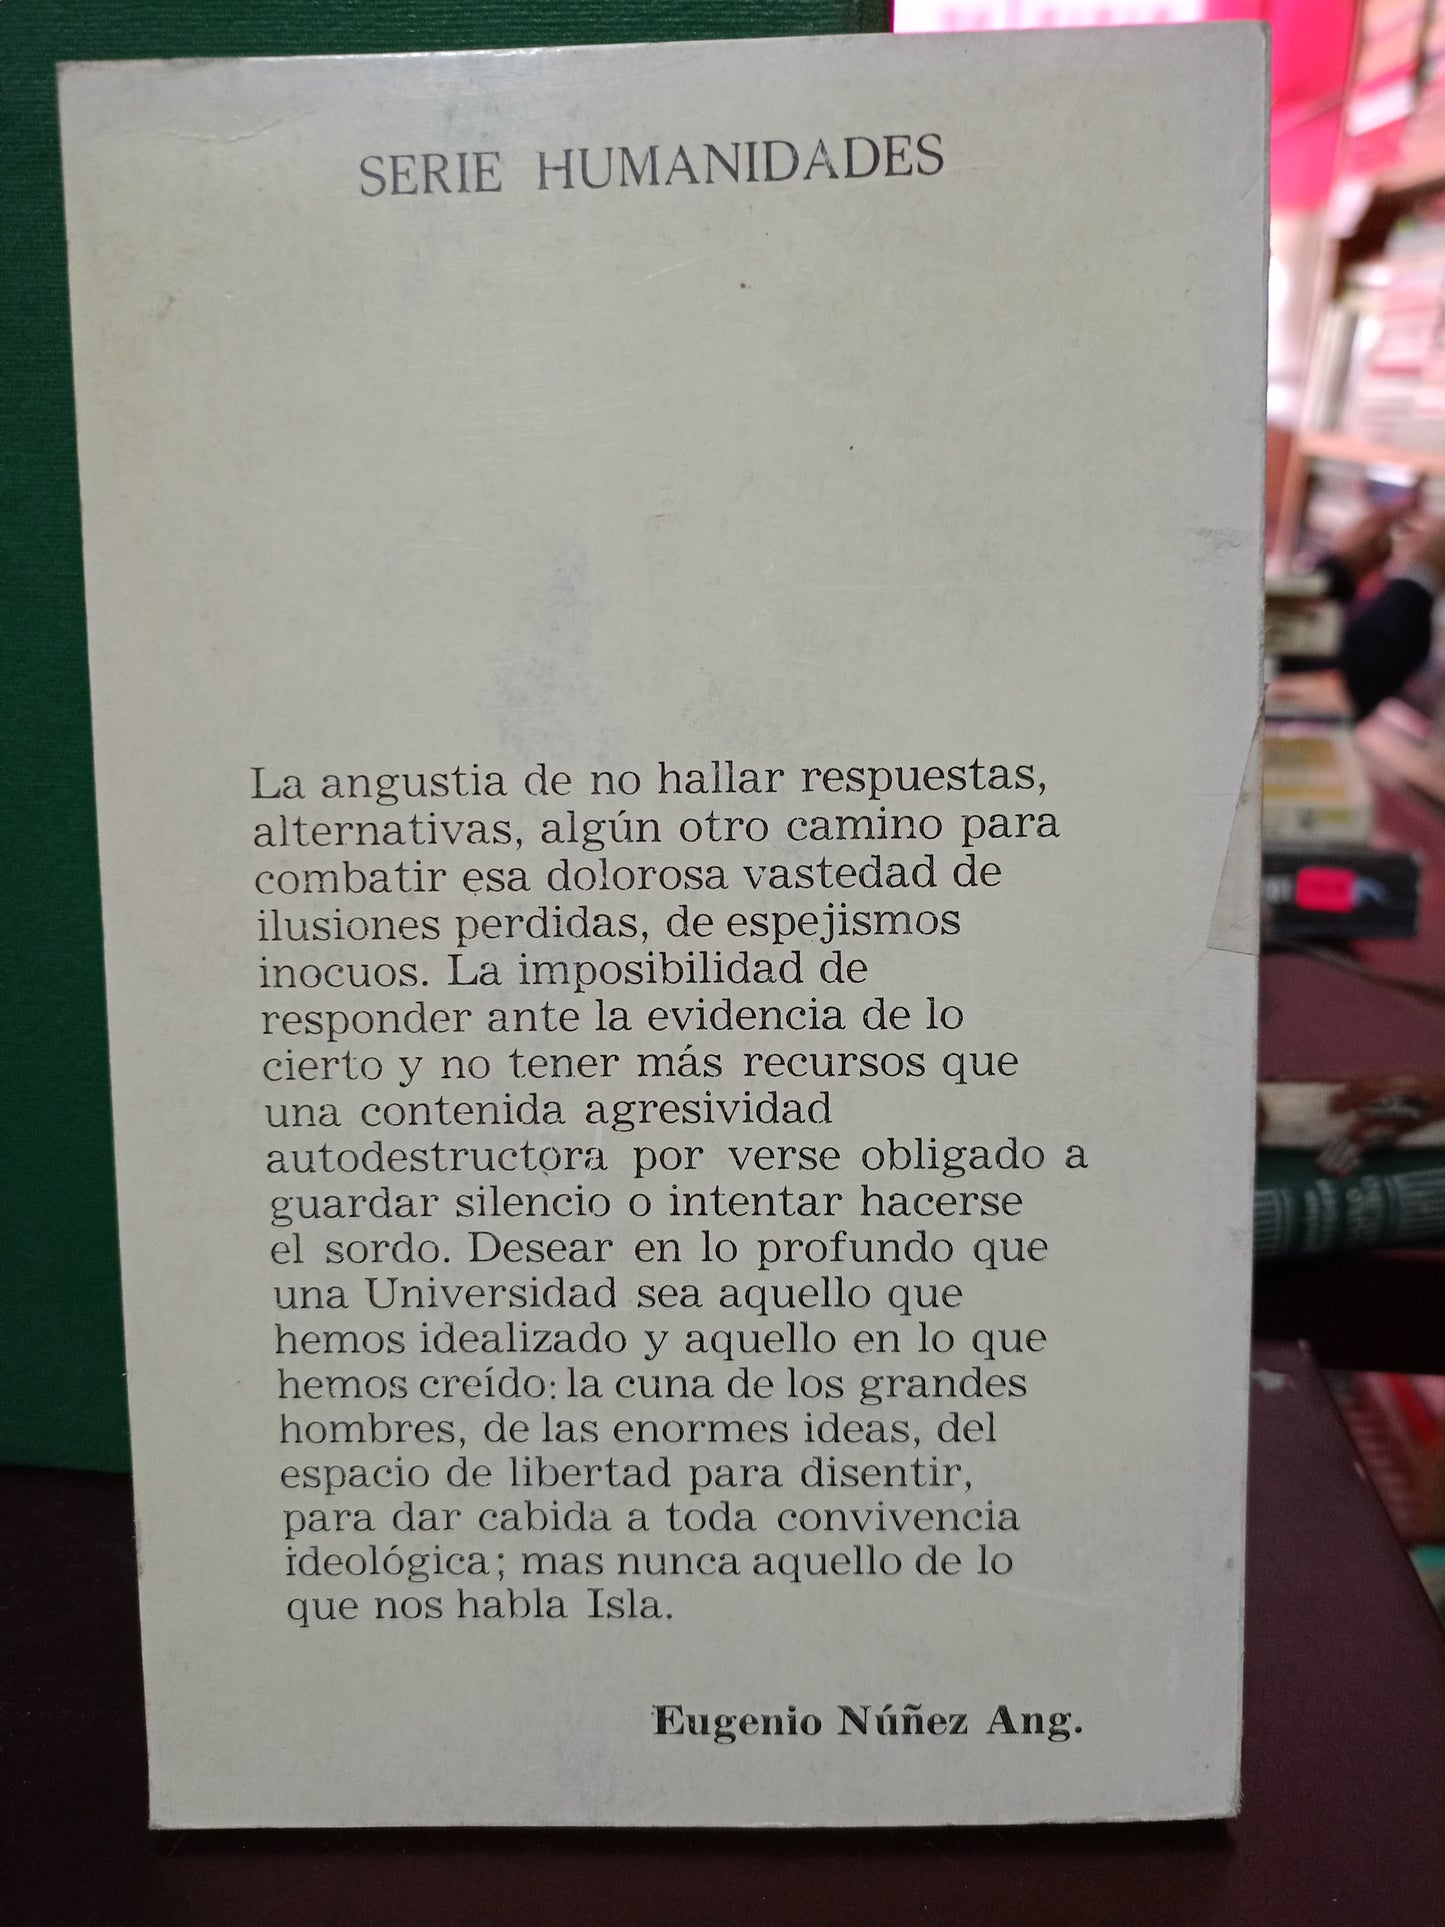 SERIE HUMANIDADES
La angustia de no hallar respuestas,
alternativas, algún otro camino para
combatir esa dolorosa vastedad de
ilusiones perdidas, de espejismos
inocuos. La imposibilidad de
responder ante la evidencia de lo
cierto y no tener más recursos que
una contenida agresividad
autodestructora por verse obligado a
guardar silencio o intentar hacerse
el sordo. Desear en lo profundo que
una Universidad sea aquello que
hemos idealizado y aquello en lo que
hemos creído: la cuna de los grandes
hombres, de las enormes ideas, del
espacio de libertad para disentir,
para dar cabida a toda convivencia
ideológica; mas nunca aquello de lo
que nos habla Isla.
Eugenio Núñez Ang.